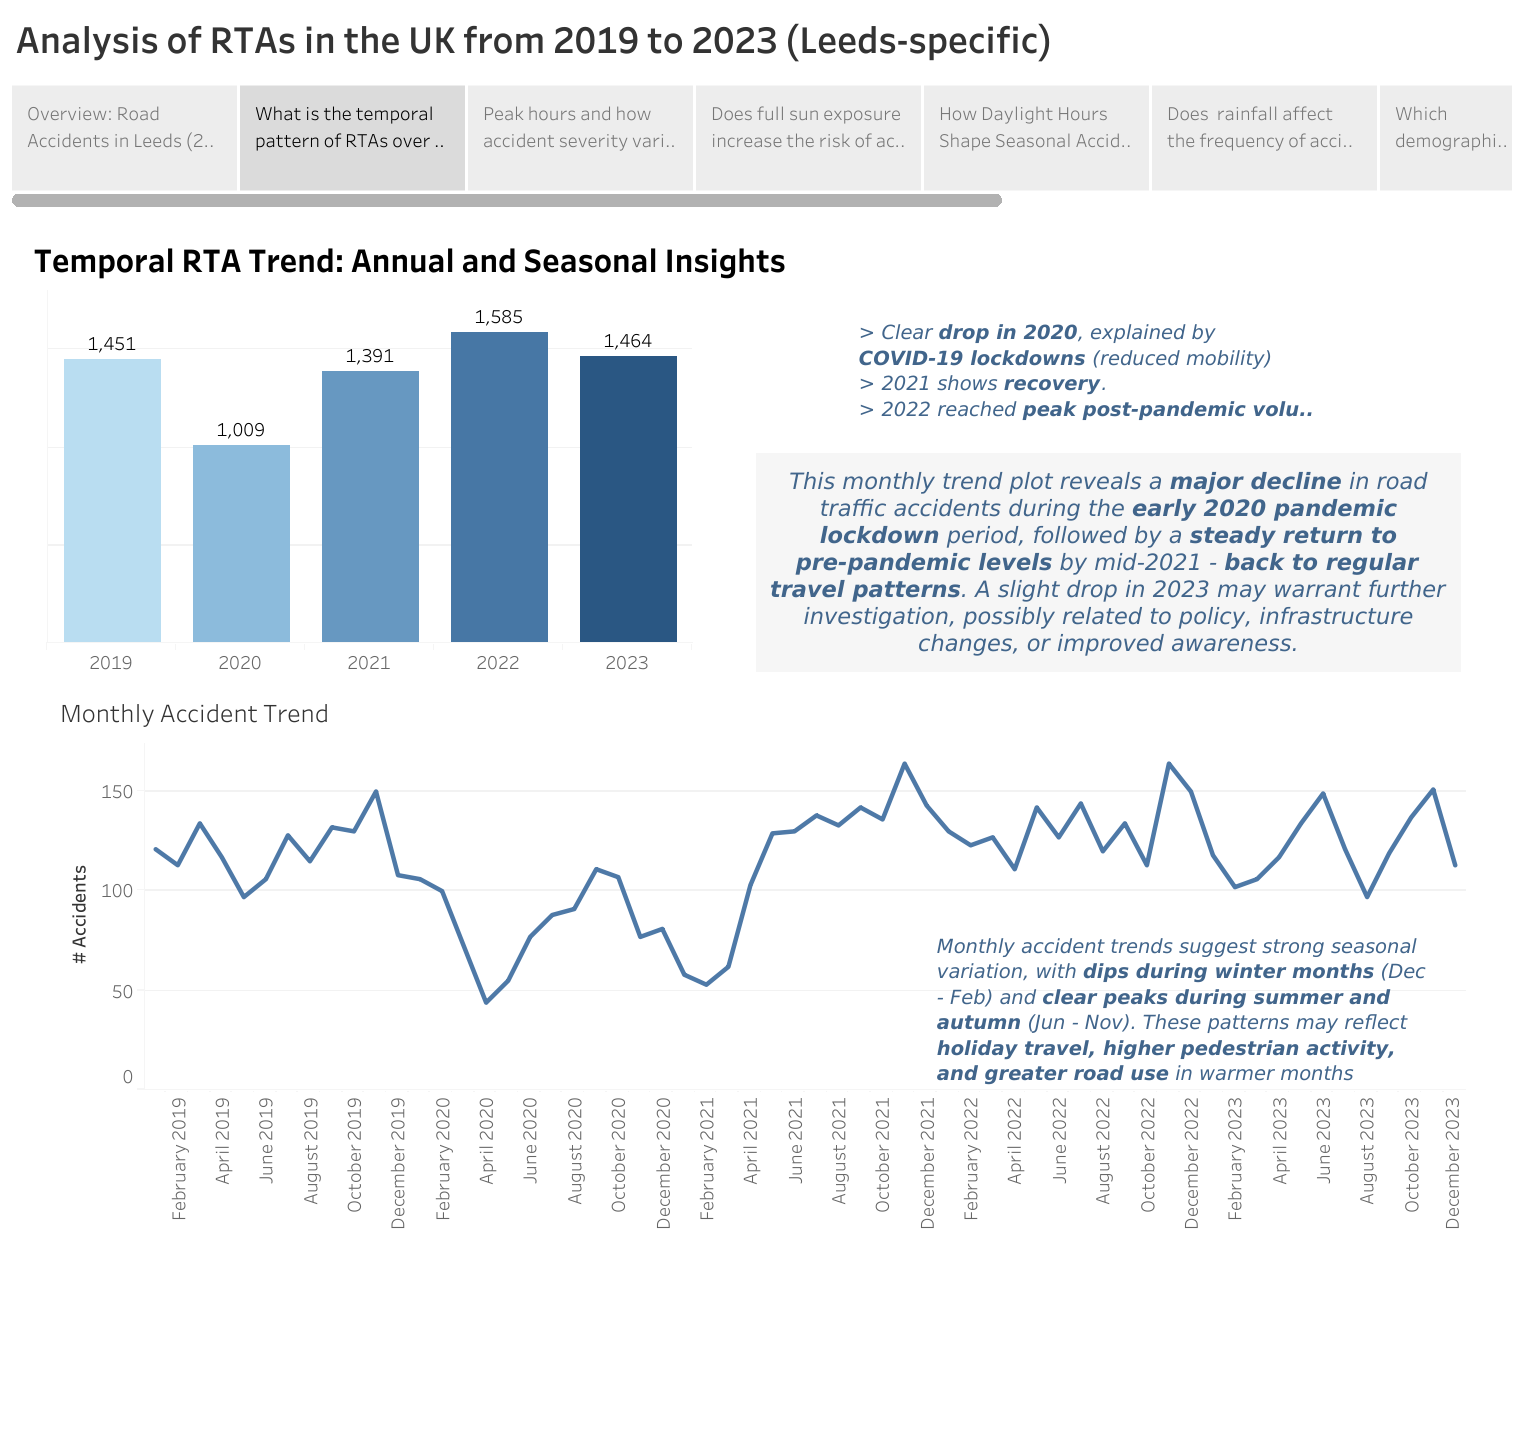 Analysis of RTAs in the UK from 2019 to 2023 (Leeds-specific)
Overview: Road
Accidents in Leeds (2..
What is the temporal
pattern of RTAs over ..
Peak hours and how
accident severity vari..
Does full sun exposure
increase the risk of ac..
How Daylight Hours
Shape Seasonal Accid..
Does  rainfall affect
the frequency of acci..
Which
demographi..
Temporal RTA Trend: Annual and Seasonal Insights
1,451
1,009
1,391
1,585
1,464
2019
2020
2021
2022
2023
> Clear drop in 2020, explained by
COVID-19 lockdowns (reduced mobility)
> 2021 shows recovery.
> 2022 reached peak post-pandemic volu..
This monthly trend plot reveals a major decline in road
traffic accidents during the early 2020 pandemic
lockdown period, followed by a steady return to
pre-pandemic levels by mid-2021 - back to regular
travel patterns. A slight drop in 2023 may warrant further
investigation, possibly related to policy, infrastructure
changes, or improved awareness.
Monthly Accident Trend
# Accidents
150
100
50
0
Monthly accident trends suggest strong seasonal
variation, with dips during winter months (Dec
- Feb) and clear peaks during summer and
autumn (Jun - Nov). These patterns may reflect
holiday travel, higher pedestrian activity,
and greater road use in warmer months
February 2019
April 2019
June 2019
August 2019
October 2019
December 2019
February 2020
April 2020
June 2020
August 2020
October 2020
December 2020
February 2021
April 2021
June 2021
August 2021
October 2021
December 2021
February 2022
April 2022
June 2022
August 2022
October 2022
December 2022
February 2023
April 2023
June 2023
August 2023
October 2023
December 2023